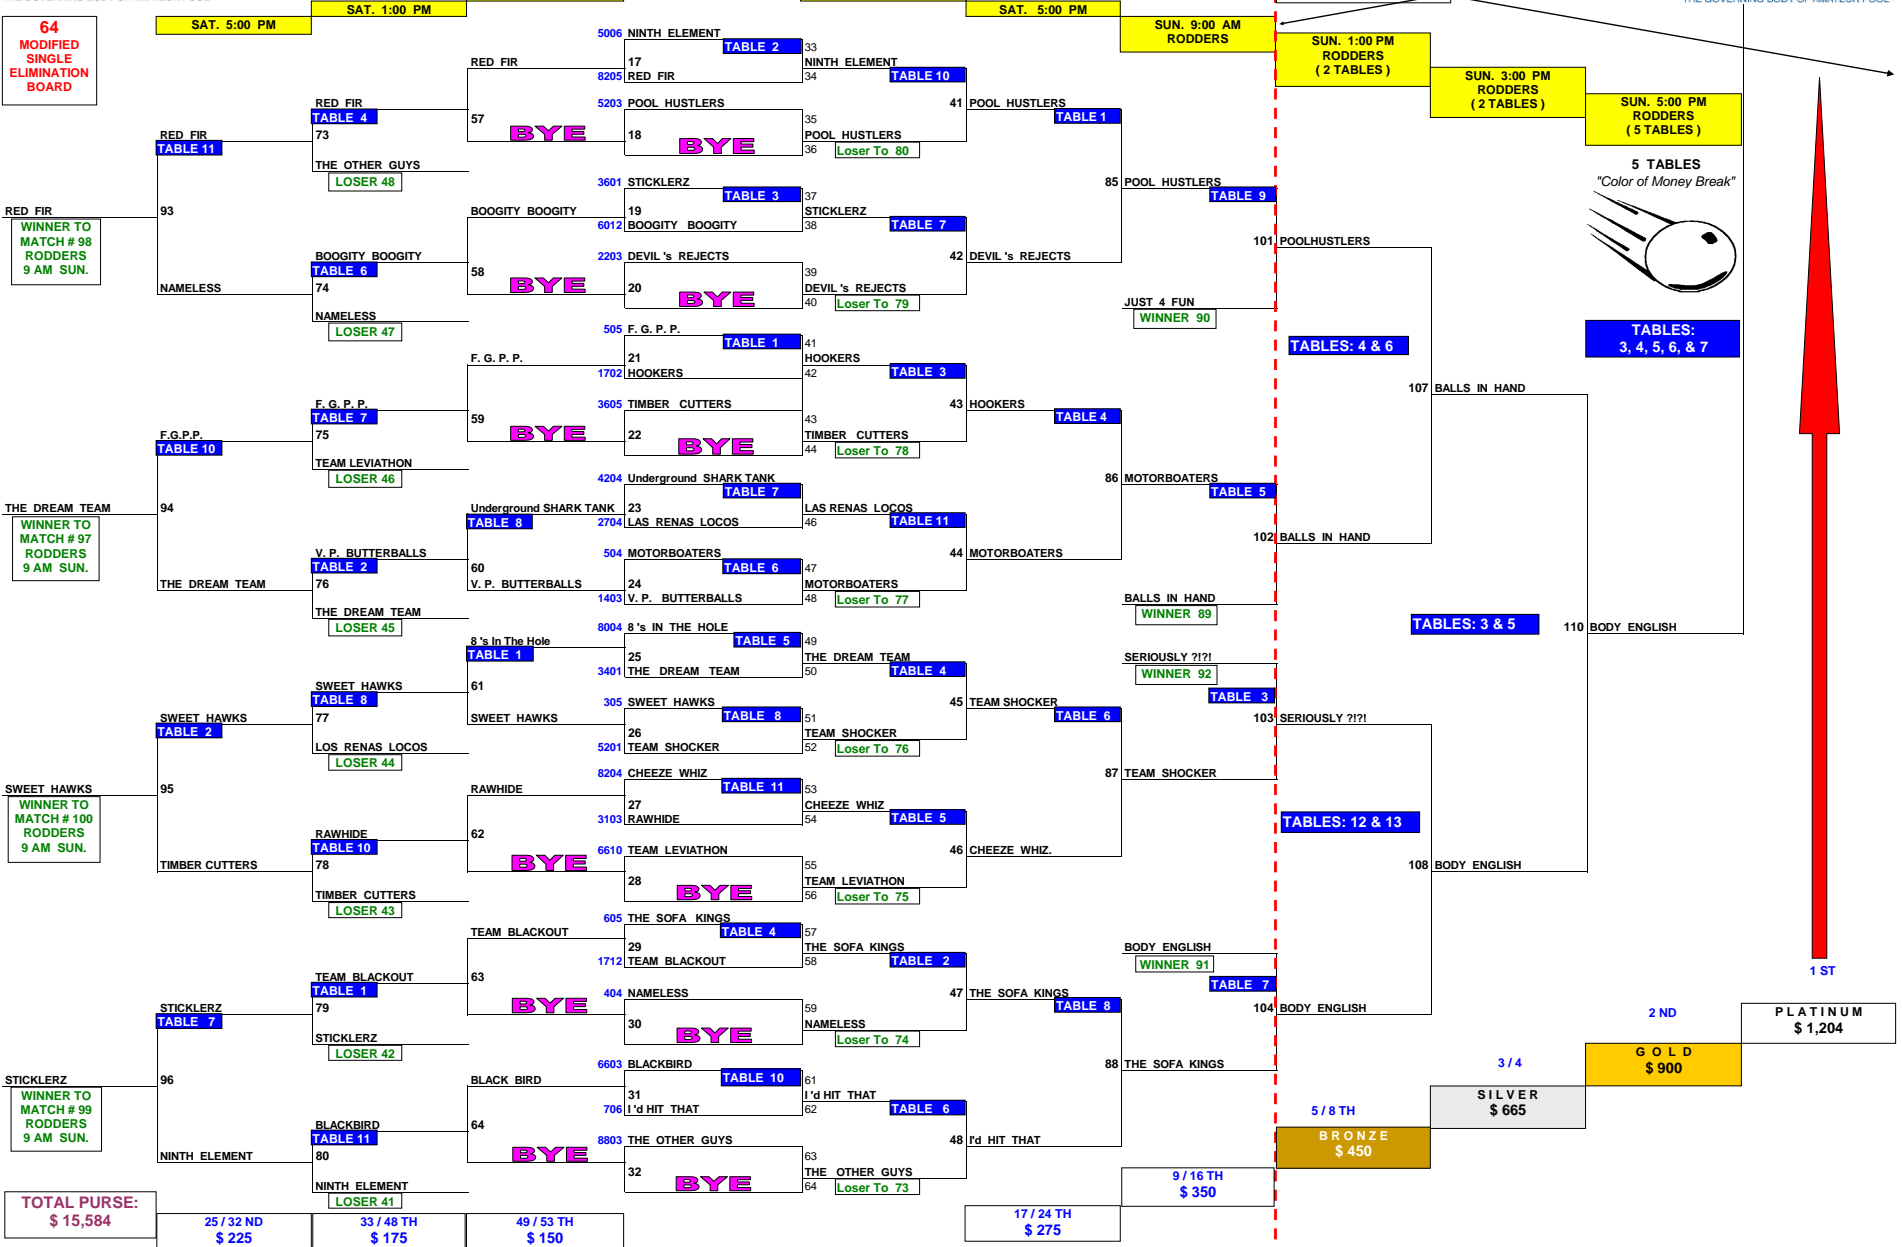 SAT. 1:00 PM
SAT. 5:00 PM
64
MODIFIED
SINGLE
ELIMINATION
BOARD
SAT. 5:00 PM
SUN. 9:00 AM
RODDERS
SUN. 1:00 PM
RODDERS
( 2 TABLES )
SUN. 3:00 PM
RODDERS
( 2 TABLES )
SUN. 5:00 PM
RODDERS
( 5 TABLES )
5 TABLES
"Color of Money Break"
TABLES:
3, 4, 5, 6, & 7
RED FIR
WINNER TO
MATCH # 98
RODDERS
9 AM SUN.
THE DREAM TEAM
WINNER TO
MATCH # 97
RODDERS
9 AM SUN.
SWEET HAWKS
WINNER TO
MATCH # 100
RODDERS
9 AM SUN.
STICKLERZ
WINNER TO
MATCH # 99
RODDERS
9 AM SUN.
TOTAL PURSE:
$ 15,584
RED FIR
TABLE 11
93
NAMELESS
F.G.P.P.
TABLE 10
94
THE DREAM TEAM
SWEET HAWKS
TABLE 2
95
TIMBER CUTTERS
STICKLERZ
TABLE 7
96
NINTH ELEMENT
25 / 32 ND
$ 225
RED FIR
TABLE 4
73
THE OTHER GUYS
LOSER 48
BOOGITY BOOGITY
TABLE 6
74
NAMELESS
LOSER 47
F. G. P. P.
TABLE 7
75
TEAM LEVIATHON
LOSER 46
V. P. BUTTERBALLS
TABLE 2
76
THE DREAM TEAM
LOSER 45
SWEET HAWKS
TABLE 8
77
LOS RENAS LOCOS
LOSER 44
RAWHIDE
TABLE 10
78
TIMBER CUTTERS
LOSER 43
TEAM BLACKOUT
TABLE 1
79
STICKLERZ
LOSER 42
BLACKBIRD
TABLE 11
80
NINTH ELEMENT
LOSER 41
33 / 48 TH
$ 175
RED FIR
57
BYE
BOOGITY BOOGITY
58
BYE
F. G. P. P.
59
BYE
Underground SHARK TANK
TABLE 8
60
V. P. BUTTERBALLS
8 's In The Hole
TABLE 1
61
SWEET HAWKS
RAWHIDE
62
BYE
TEAM BLACKOUT
63
BYE
BLACK BIRD
64
BYE
49 / 53 TH
$ 150
5006 NINTH ELEMENT
TABLE 2 33
17
8205 RED FIR 34
5203 POOL HUSTLERS
35
18
BYE 36
3601 STICKLERZ
TABLE 3 37
19
6012 BOOGITY BOOGITY 38
2203 DEVIL 's REJECTS
39
20
BYE 40
505 F. G. P. P.
TABLE 1 41
21
1702 HOOKERS 42
3605 TIMBER CUTTERS
43
22
BYE 44
4204 Underground SHARK TANK
TABLE 7
23
2704 LAS RENAS LOCOS 46
504 MOTORBOATERS
TABLE 6 47
24
1403 V. P. BUTTERBALLS 48
8004 8 's IN THE HOLE
TABLE 5 49
25
3401 THE DREAM TEAM 50
305 SWEET HAWKS
TABLE 8 51
26
5201 TEAM SHOCKER 52
8204 CHEEZE WHIZ
TABLE 11 53
27
3103 RAWHIDE 54
6610 TEAM LEVIATHON
55
28
BYE 56
605 THE SOFA KINGS
TABLE 4 57
29
1712 TEAM BLACKOUT 58
404 NAMELESS
59
30
BYE 60
6603 BLACKBIRD
TABLE 10 61
31
706 I 'd HIT THAT 62
8803 THE OTHER GUYS
63
32
BYE 64
NINTH ELEMENT
TABLE 10
POOL HUSTLERS
Loser To 80
STICKLERZ
TABLE 7
DEVIL 's REJECTS
Loser To 79
HOOKERS
TABLE 3
TIMBER CUTTERS
Loser To 78
LAS RENAS LOCOS
TABLE 11
MOTORBOATERS
Loser To 77
THE DREAM TEAM
TABLE 4
TEAM SHOCKER
Loser To 76
CHEEZE WHIZ
TABLE 5
TEAM LEVIATHON
Loser To 75
THE SOFA KINGS
TABLE 2
NAMELESS
Loser To 74
I 'd HIT THAT
TABLE 6
THE OTHER GUYS
Loser To 73
41 POOL HUSTLERS
TABLE 1
42 DEVIL 's REJECTS
43 HOOKERS
TABLE 4
44 MOTORBOATERS
45 TEAM SHOCKER
TABLE 6
46 CHEEZE WHIZ.
47 THE SOFA KINGS
TABLE 8
48 I'd HIT THAT
17 / 24 TH
$ 275
85 POOL HUSTLERS
TABLE 9
JUST 4 FUN
WINNER 90
86 MOTORBOATERS
TABLE 5
BALLS IN HAND
WINNER 89
SERIOUSLY ?!?!
WINNER 92
TABLE 3
87 TEAM SHOCKER
BODY ENGLISH
WINNER 91
TABLE 7
88 THE SOFA KINGS
9 / 16 TH
$ 350
101 POOLHUSTLERS
TABLES: 4 & 6
102 BALLS IN HAND
103 SERIOUSLY ?!?!
TABLES: 12 & 13
104 BODY ENGLISH
5 / 8 TH
BRONZE
$ 450
107 BALLS IN HAND
TABLES: 3 & 5
108 BODY ENGLISH
3 / 4
SILVER
$ 665
110 BODY ENGLISH
2 ND
GOLD
$ 900
1 ST
PLATINUM
$ 1,204